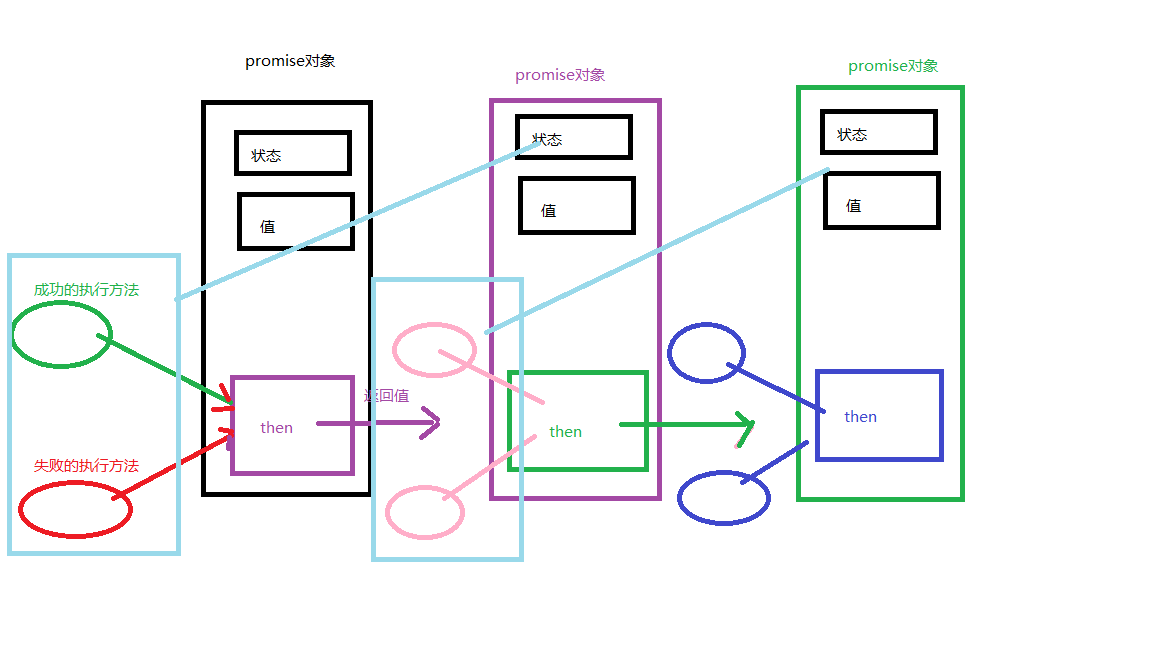 promise对象
promise对象
promise对象
状态
值
状态
值
状态
值
成功的执行方法
失败的执行方法
then
返回值
then
then